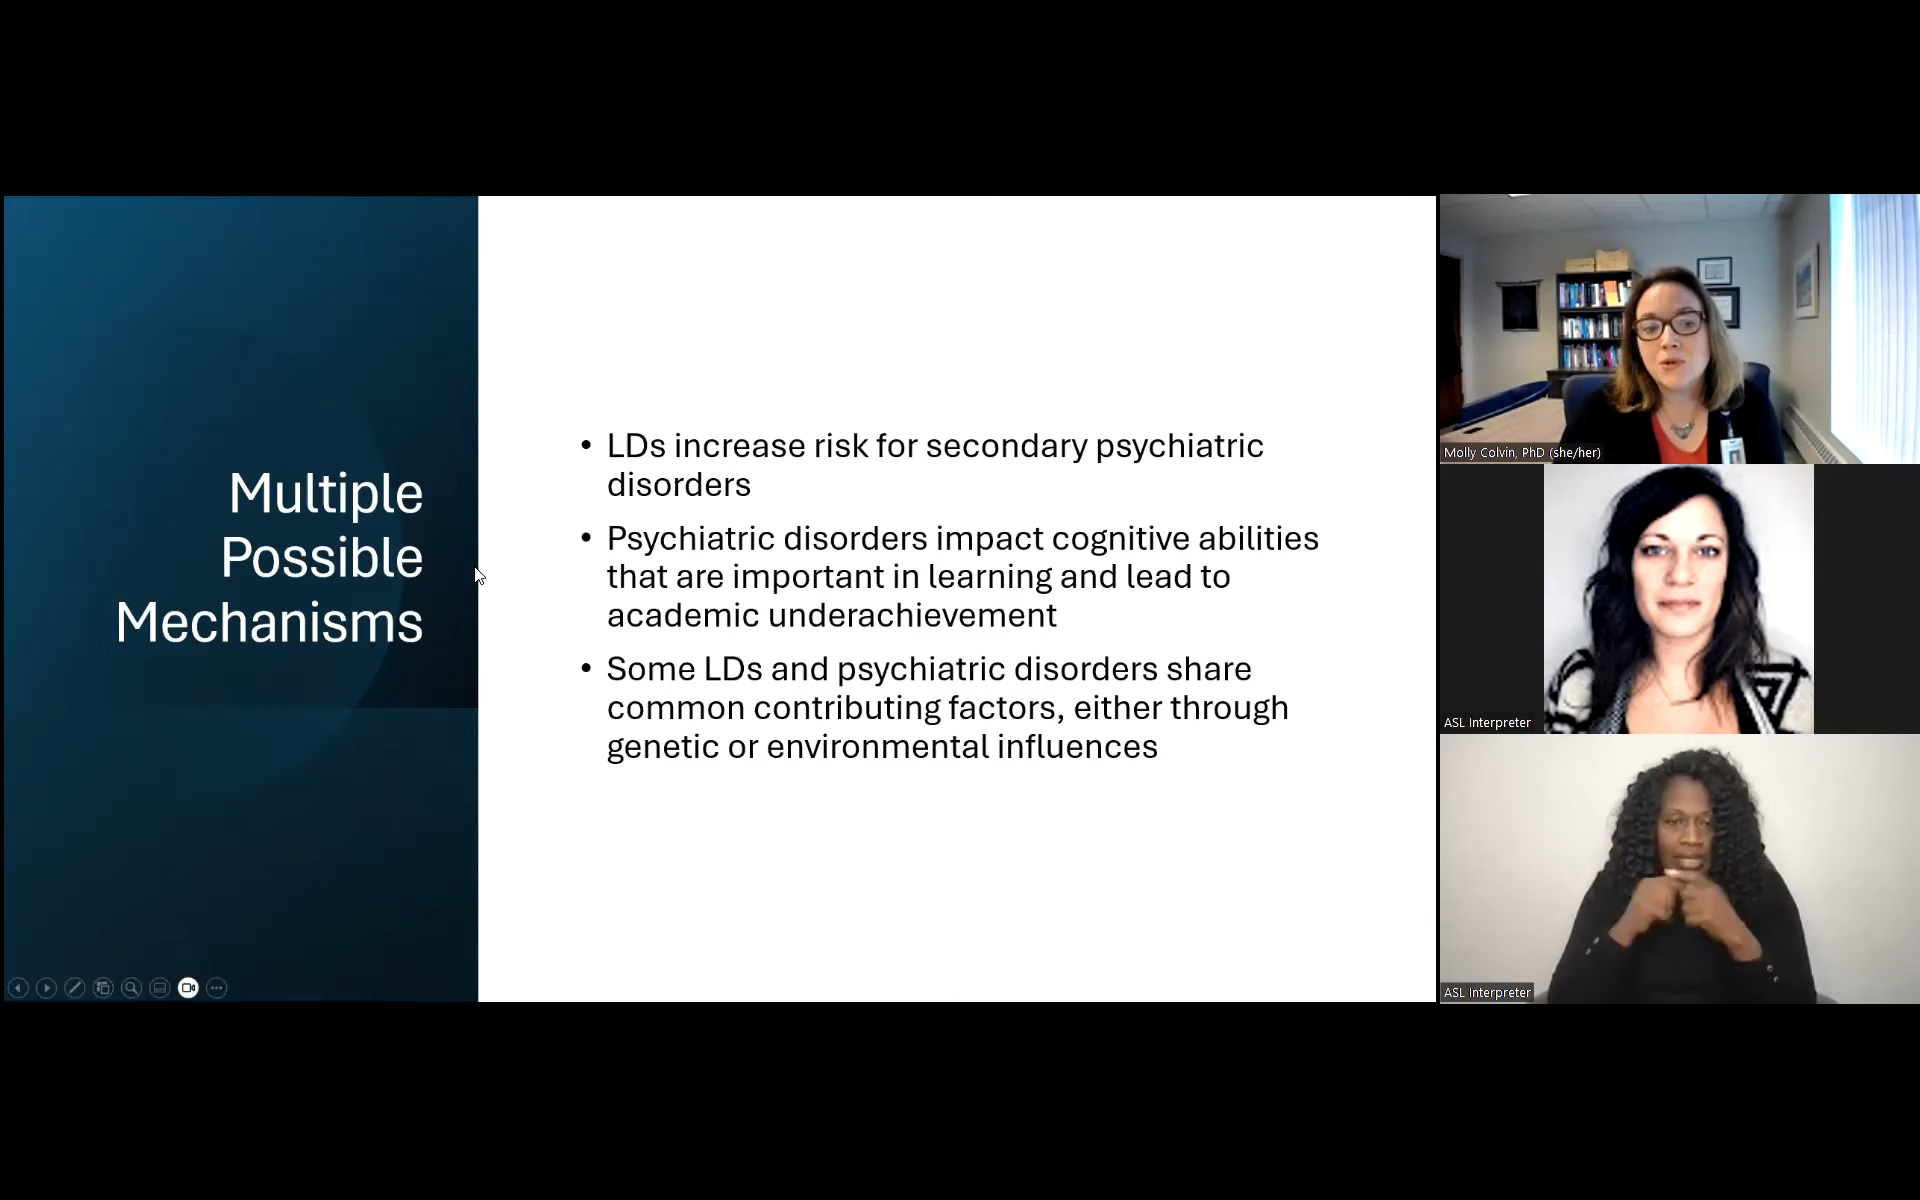 Multiple
Possible
Mechanisms
• LDs increase risk for secondary psychiatric
disorders
• Psychiatric disorders impact cognitive abilities
that are important in learning and lead to
academic underachievement
• Some LDs and psychiatric disorders share
common contributing factors, either through
genetic or environmental influences
Molly Colvin, PhD (she/her)
ASL Interpreter
ASL Interpreter